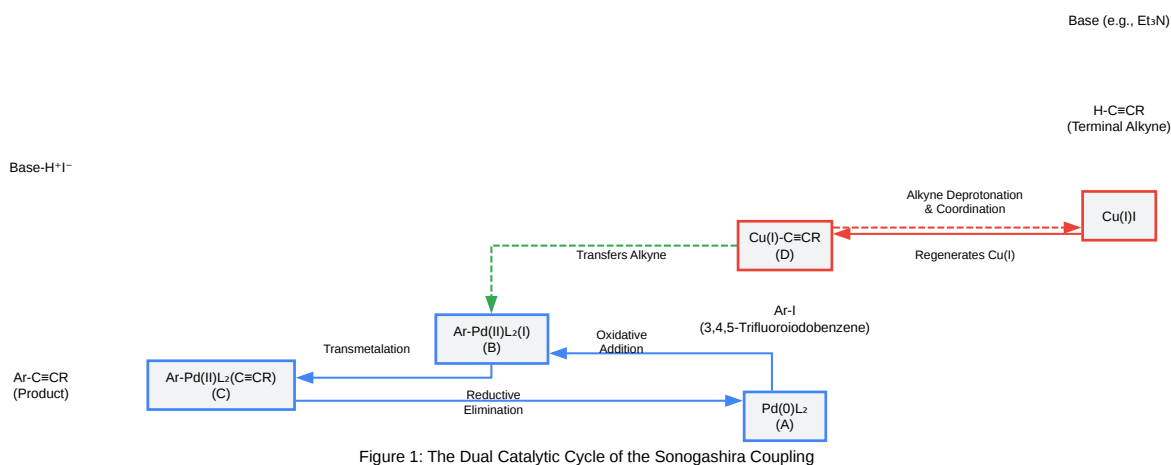 Base (e.g., Et₃N)
H-C≡CR
(Terminal Alkyne)
Base-H⁺I⁻
Alkyne Deprotonation
& Coordination
Cu(I)I
Cu(I)-C≡CR
(D)
Transfers Alkyne
Regenerates Cu(I)
Ar-I
(3,4,5-Trifluoroiodobenzene)
Ar-Pd(II)L₂(I)
(B)
Oxidative
Addition
Transmetalation
Ar-C≡CR
(Product)
Ar-Pd(II)L₂(C≡CR)
(C)
Reductive
Elimination
Pd(0)L₂
(A)
Figure 1: The Dual Catalytic Cycle of the Sonogashira Coupling